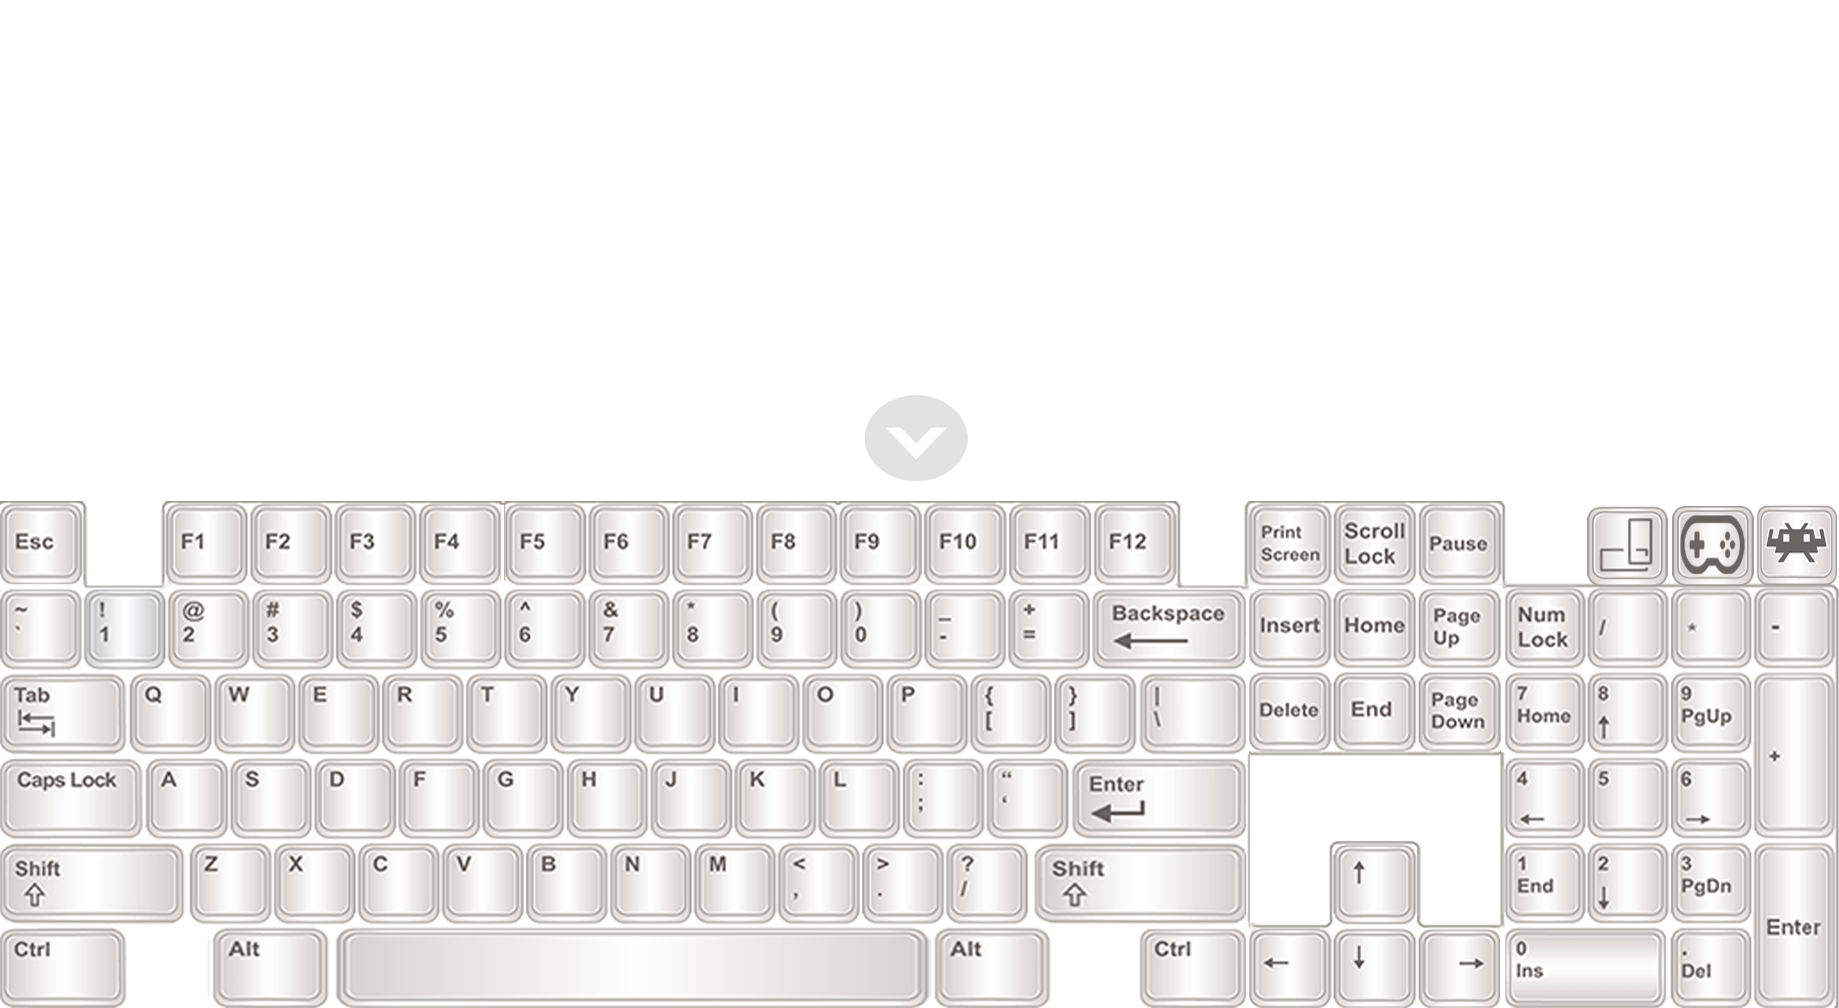 Esc F1 F2 F3 F4 F5 F6 F7 F8 F9 F10 F11 F12 Print Screen Scroll Lock Pause
~ ` ! 1 @ 2 # 3 $ 4 % 5 ^ 6 & 7 * 8 ( 9 ) 0 _ - + = Backspace Insert Home Page Up Num Lock / * -
Tab Q W E R T Y U I O P { [ } ] | \ Delete End Page Down 7 Home 8 ↑ 9 PgUp +
Caps Lock A S D F G H J K L : ; “ ‘ Enter 4 ← 5 6 →
Shift Z X C V B N M < , > . ? / Shift ↑ 1 End 2 ↓ 3 PgDn Enter
Ctrl Alt Alt Ctrl ← ↓ → 0 Ins . Del